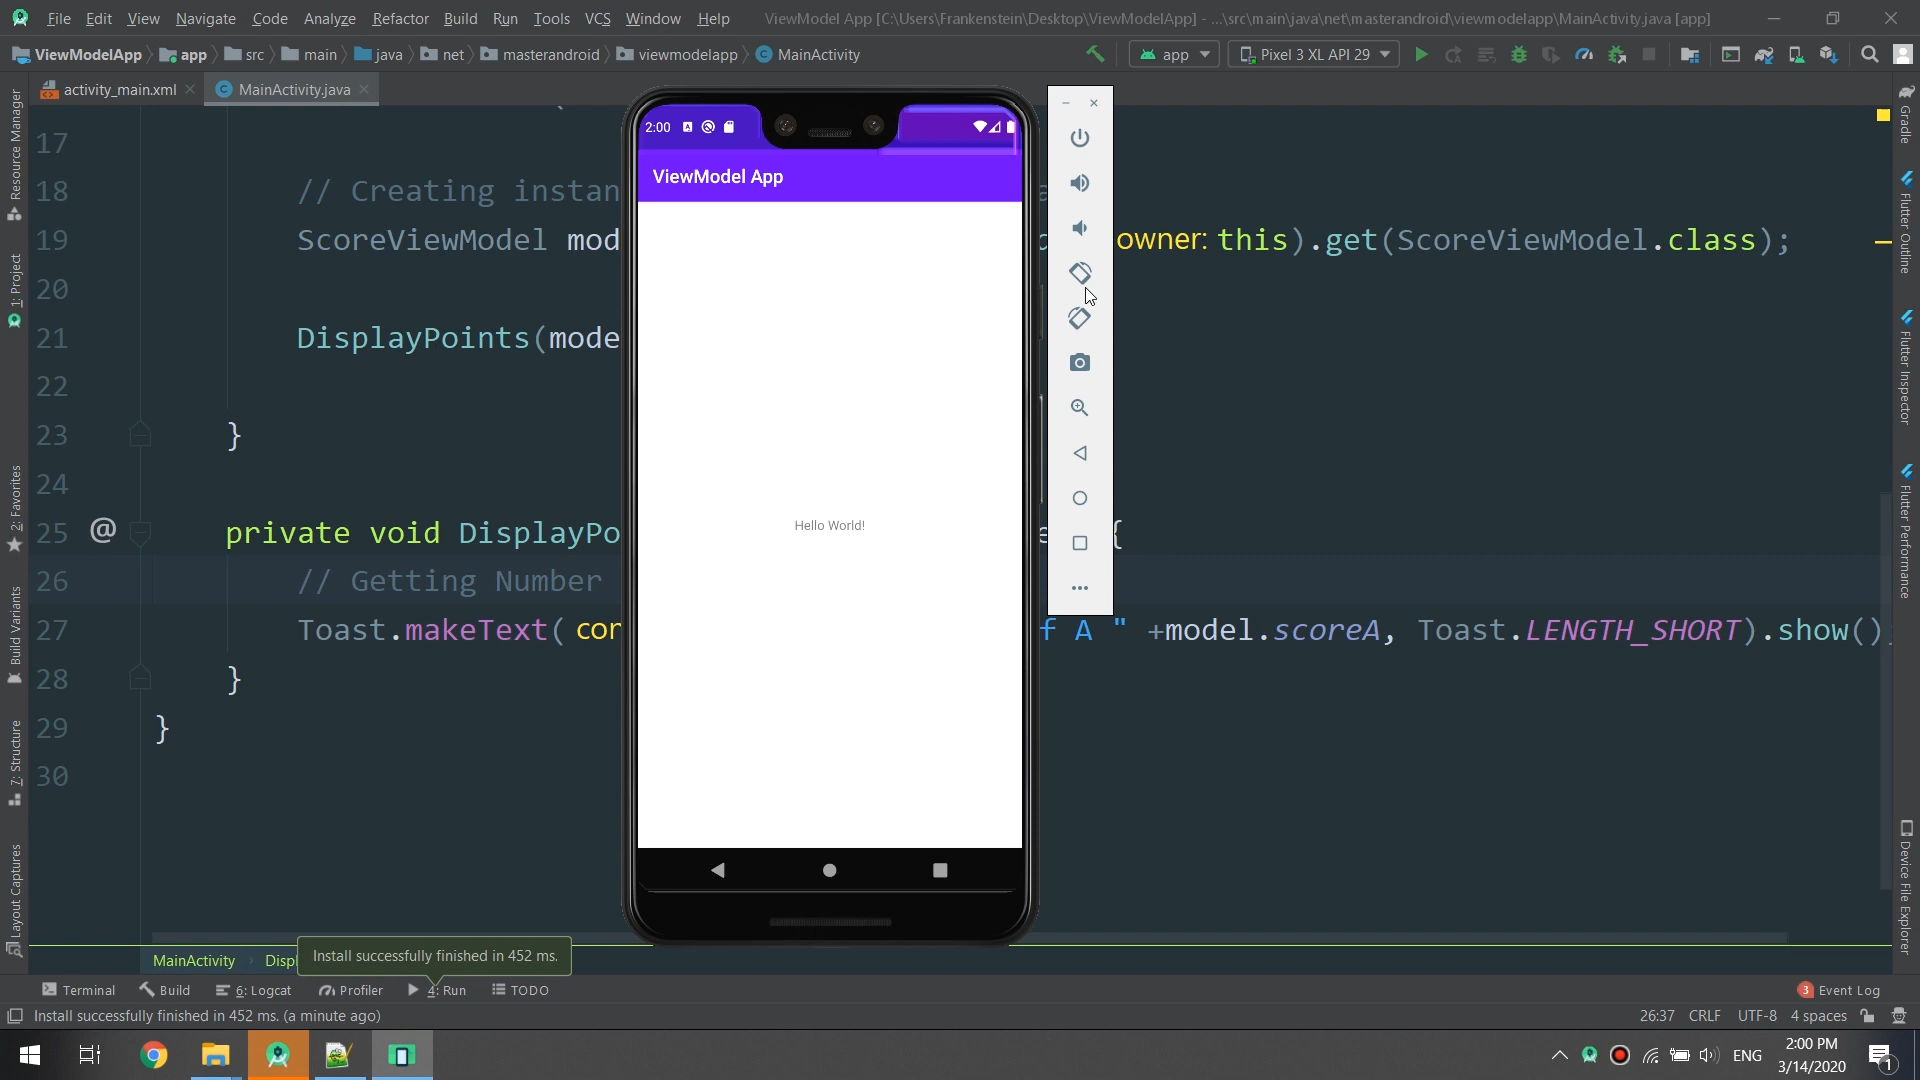 File Edit View Navigate Code Analyze Refactor Build Run Tools VCS Window Help ViewModel App [C:\Users\Frankenstein\Desktop\ViewModelApp] - ...\src\main\java\net\masterandroid\viewmodelapp\MainActivity.java [app]
ViewModelApp app src main java net masterandroid viewmodelapp MainActivity app Pixel 3 XL API 29
activity_main.xml MainActivity.java
Resource Manager
1: Project
2: Favorites
Build Variants
7: Structure
Layout Captures
17
18 // Creating instan
19 ScoreViewModel mod owner: this).get(ScoreViewModel.class);
20
21 DisplayPoints(mode
22
23 }
24
25 @ private void DisplayPo {
26 // Getting Number
27 Toast.makeText( con f A " +model.scoreA, Toast.LENGTH_SHORT).show()
28 }
29 }
30
2:00
ViewModel App
Hello World!
Gradle
Flutter Outline
Flutter Inspector
Flutter Performance
Device File Explorer
MainActivity Displ
Install successfully finished in 452 ms.
Terminal Build 6: Logcat Profiler 4: Run TODO 3 Event Log
Install successfully finished in 452 ms. (a minute ago) 26:37 CRLF UTF-8 4 spaces
ENG 2:00 PM
3/14/2020 1